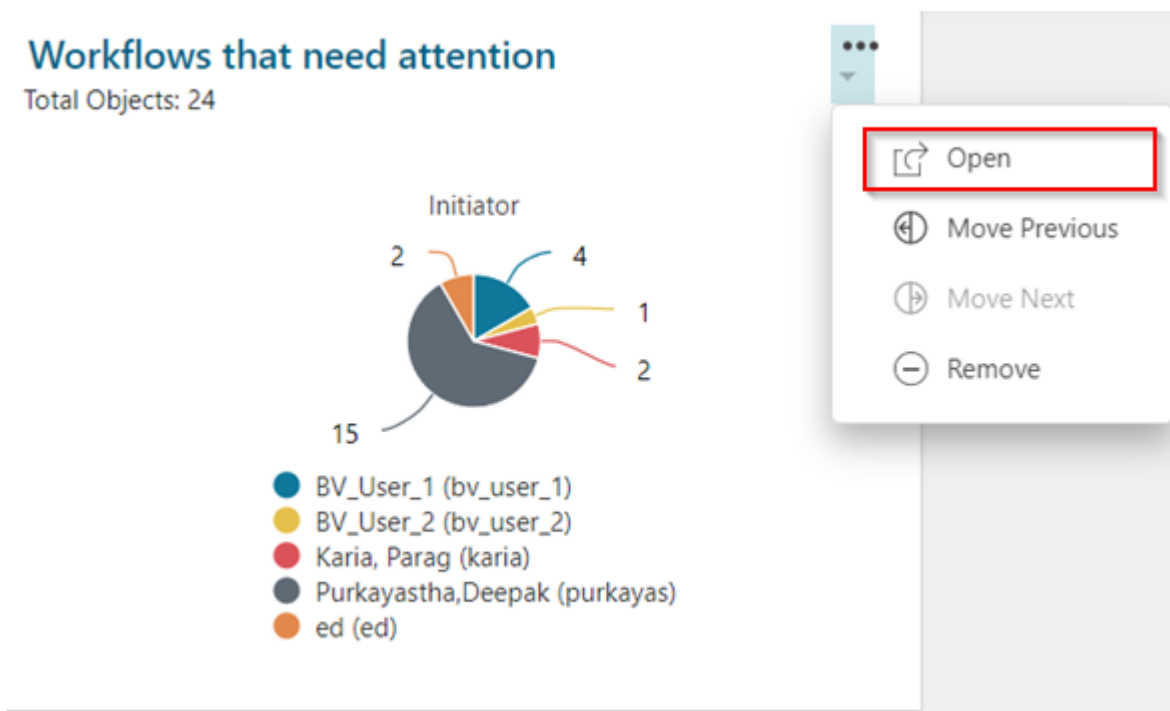 Workflows that need attention
Total Objects: 24
Open
Move Previous
Move Next
Remove
Initiator
2
4
1
2
15
BV_User_1 (bv_user_1)
BV_User_2 (bv_user_2)
Karia, Parag (karia)
Purkayastha,Deepak (purkayas)
ed (ed)